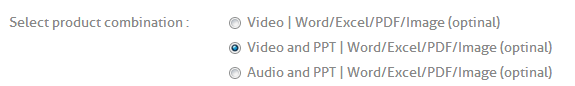 Select product combination :
Video | Word/Excel/PDF/Image (optinal)
Video and PPT | Word/Excel/PDF/Image (optinal)
Audio and PPT | Word/Excel/PDF/Image (optinal)